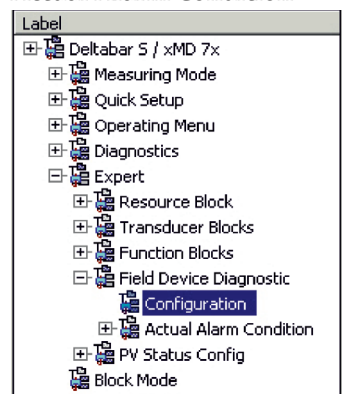 Label
Deltabar S / xMD 7x
Measuring Mode
Quick Setup
Operating Menu
Diagnostics
Expert
Resource Block
Transducer Blocks
Function Blocks
Field Device Diagnostic
Configuration
Actual Alarm Condition
PV Status Config
Block Mode